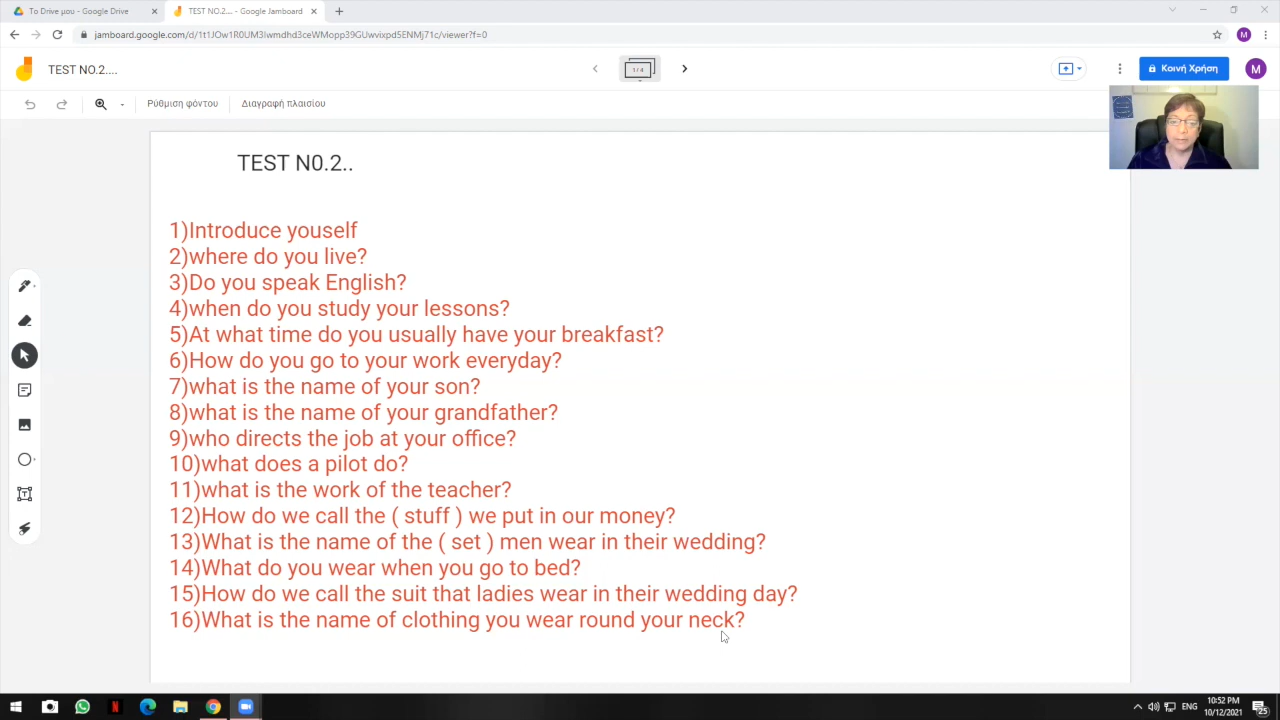 Το Drive μου - Google Drive
TEST NO.2.... - Google Jamboard
jamboard.google.com/d/1t1JOw1R0UM3Iwmdhd3ceWMopp39GUwvixpd5ENMj71c/viewer?f=0
M
TEST NO.2....
1 / 4
Κοινή Χρήση
M
Ρύθμιση φόντου
Διαγραφή πλαισίου
TEST N0.2..
1)Introduce youself
2)where do you live?
3)Do you speak English?
4)when do you study your lessons?
5)At what time do you usually have your breakfast?
6)How do you go to your work everyday?
7)what is the name of your son?
8)what is the name of your grandfather?
9)who directs the job at your office?
10)what does a pilot do?
11)what is the work of the teacher?
12)How do we call the ( stuff ) we put in our money?
13)What is the name of the ( set ) men wear in their wedding?
14)What do you wear when you go to bed?
15)How do we call the suit that ladies wear in their wedding day?
16)What is the name of clothing you wear round your neck?
ENG
10:52 PM
10/12/2021
25